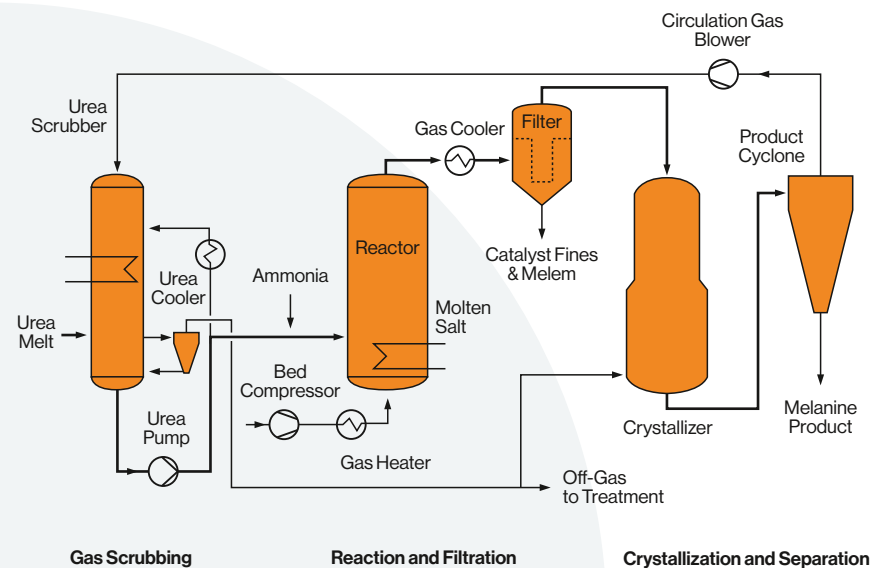 Circulation Gas
Blower
Urea
Scrubber
Gas Cooler
Filter
Product
Cyclone
Reactor
Catalyst Fines
& Melem
Urea
Cooler
Ammonia
Molten
Salt
Urea
Melt
Bed
Compressor
Urea
Pump
Gas Heater
Crystallizer
Melanine
Product
Off-Gas
to Treatment
Gas Scrubbing
Reaction and Filtration
Crystallization and Separation